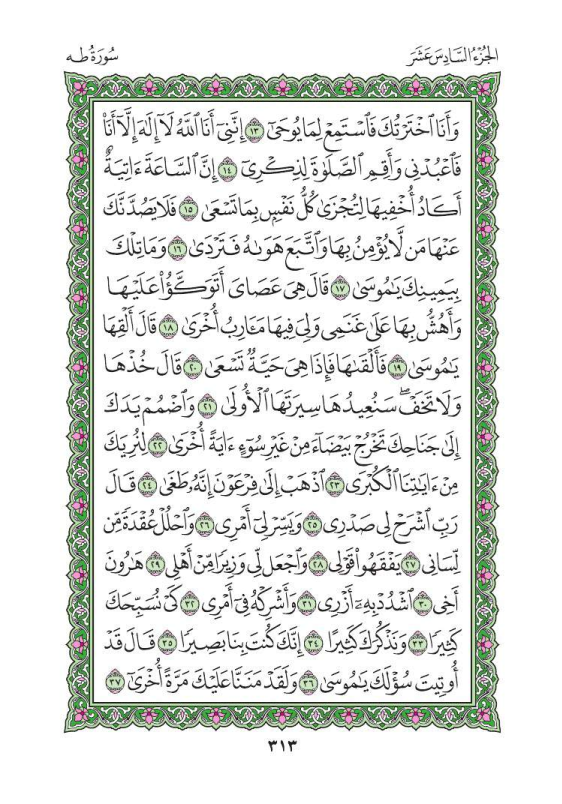 الجُزْءُ السَّادِسَ عَشَرَ
سُورَةُ طه
وَأَنَا ٱخْتَرْتُكَ فَٱسْتَمِعْ لِمَا يُوحَىٰٓ ١٣ إِنَّنِىٓ أَنَا ٱللَّهُ لَآ إِلَٰهَ إِلَّآ أَنَا۠
فَٱعْبُدْنِى وَأَقِمِ ٱلصَّلَوٰةَ لِذِكْرِىٓ ١٤ إِنَّ ٱلسَّاعَةَ ءَاتِيَةٌ
أَكَادُ أُخْفِيهَا لِتُجْزَىٰ كُلُّ نَفْسٍۭ بِمَا تَسْعَىٰ ١٥ فَلَا يَصُدَّنَّكَ
عَنْهَا مَن لَّا يُؤْمِنُ بِهَا وَٱتَّبَعَ هَوَىٰهُ فَتَرْدَىٰ ١٦ وَمَا تِلْكَ
بِيَمِينِكَ يَٰمُوسَىٰ ١٧ قَالَ هِىَ عَصَاىَ أَتَوَكَّؤُا۟ عَلَيْهَا
وَأَهُشُّ بِهَا عَلَىٰ غَنَمِى وَلِىَ فِيهَا مَـَٔارِبُ أُخْرَىٰ ١٨ قَالَ أَلْقِهَا
يَٰمُوسَىٰ ١٩ فَأَلْقَىٰهَا فَإِذَا هِىَ حَيَّةٌ تَسْعَىٰ ٢٠ قَالَ خُذْهَا
وَلَا تَخَفْ ۖ سَنُعِيدُهَا سِيرَتَهَا ٱلْأُولَىٰ ٢١ وَٱضْمُمْ يَدَكَ
إِلَىٰ جَنَاحِكَ تَخْرُجْ بَيْضَآءَ مِنْ غَيْرِ سُوٓءٍ ءَايَةً أُخْرَىٰ ٢٢ لِنُرِيَكَ
مِنْ ءَايَٰتِنَا ٱلْكُبْرَى ٢٣ ٱذْهَبْ إِلَىٰ فِرْعَوْنَ إِنَّهُۥ طَغَىٰ ٢٤ قَالَ
رَبِّ ٱشْرَحْ لِى صَدْرِى ٢٥ وَيَسِّرْ لِىٓ أَمْرِى ٢٦ وَٱحْلُلْ عُقْدَةً مِّن
لِّسَانِى ٢٧ يَفْقَهُوا۟ قَوْلِى ٢٨ وَٱجْعَل لِّى وَزِيرًا مِّنْ أَهْلِى ٢٩ هَٰرُونَ
أَخِى ٣٠ ٱشْدُدْ بِهِۦٓ أَزْرِى ٣١ وَأَشْرِكْهُ فِىٓ أَمْرِى ٣٢ كَىْ نُسَبِّحَكَ
كَثِيرًا ٣٣ وَنَذْكُرَكَ كَثِيرًا ٣٤ إِنَّكَ كُنتَ بِنَا بَصِيرًا ٣٥ قَالَ قَدْ
أُوتِيتَ سُؤْلَكَ يَٰمُوسَىٰ ٣٦ وَلَقَدْ مَنَنَّا عَلَيْكَ مَرَّةً أُخْرَىٰٓ ٣٧
٣١٣